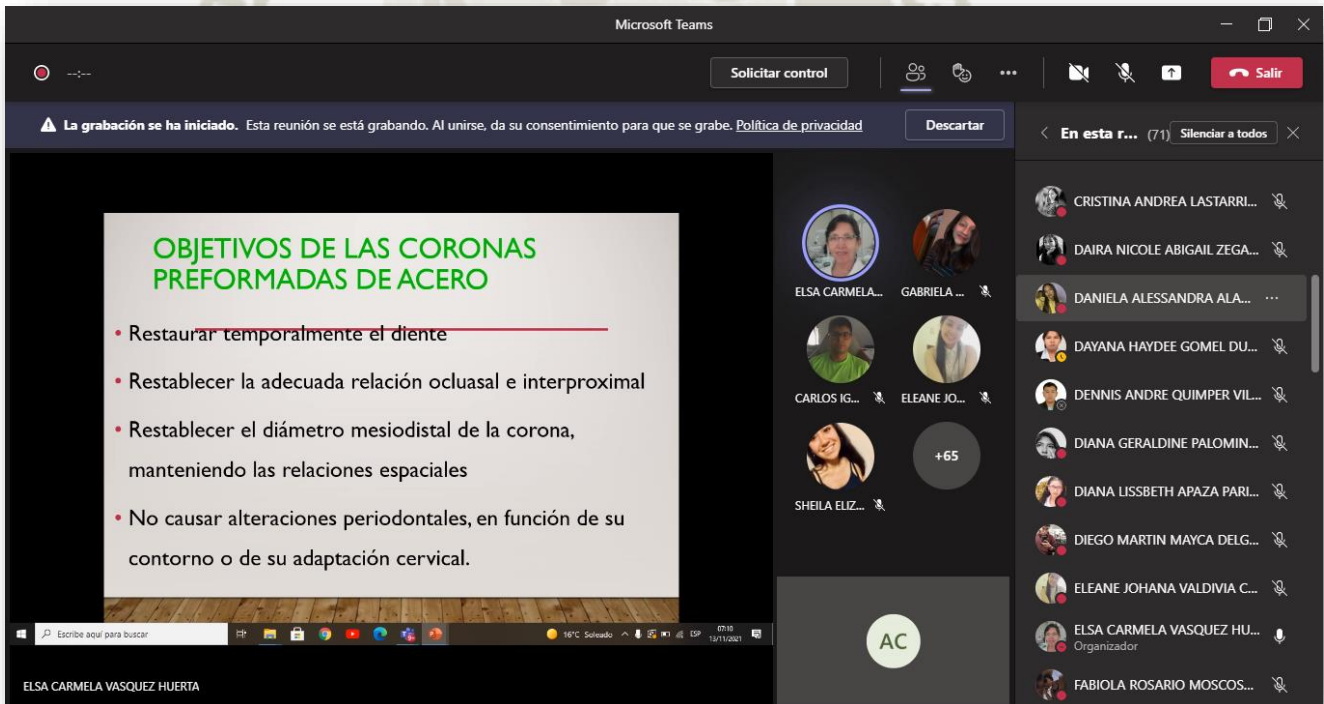 Microsoft Teams
--:--
Solicitar control
Salir
La grabación se ha iniciado. Esta reunión se está grabando. Al unirse, da su consentimiento para que se grabe. Política de privacidad
Descartar
En esta r... (71) Silenciar a todos
OBJETIVOS DE LAS CORONAS
PREFORMADAS DE ACERO
• Restaurar temporalmente el diente
• Restablecer la adecuada relación ocluasal e interproximal
• Restablecer el diámetro mesiodistal de la corona,
manteniendo las relaciones espaciales
• No causar alteraciones periodontales, en función de su
contorno o de su adaptación cervical.
Escribe aquí para buscar
16°C Soleado
ESP
07:10
13/11/2021
ELSA CARMELA VASQUEZ HUERTA
ELSA CARMELA...
GABRIELA ...
CARLOS IG...
ELEANE JO...
SHEILA ELIZ...
+65
AC
CRISTINA ANDREA LASTARRI...
DAIRA NICOLE ABIGAIL ZEGA...
DANIELA ALESSANDRA ALA...
DAYANA HAYDEE GOMEL DU...
DENNIS ANDRE QUIMPER VIL...
DIANA GERALDINE PALOMIN...
DIANA LISSBETH APAZA PARI...
DIEGO MARTIN MAYCA DELG...
ELEANE JOHANA VALDIVIA C...
ELSA CARMELA VASQUEZ HU...
Organizador
FABIOLA ROSARIO MOSCOS...